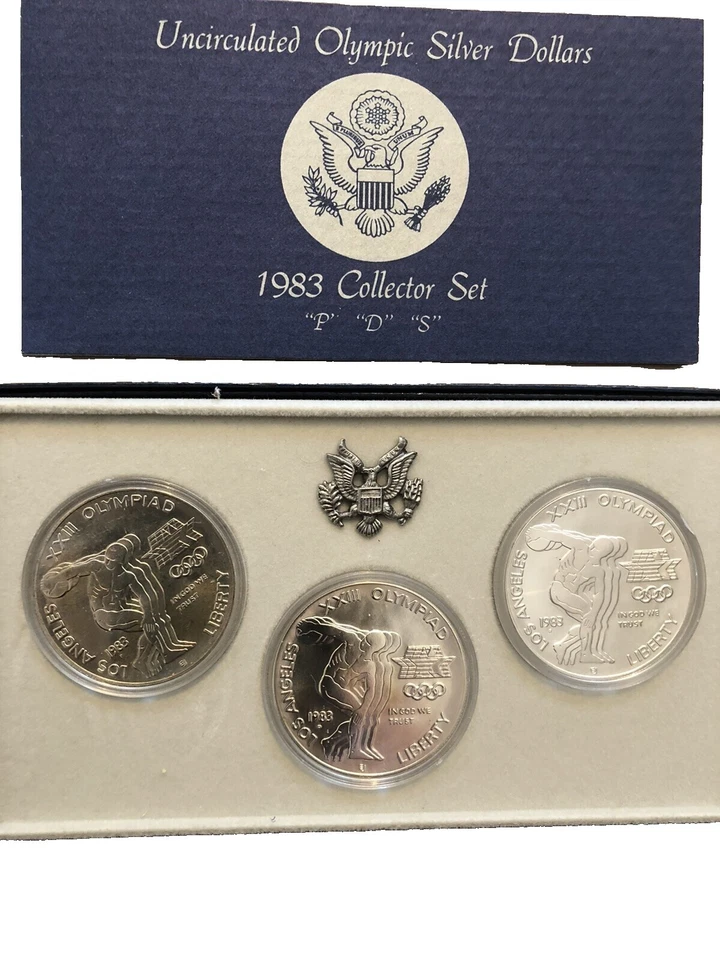 Uncirculated Olympic Silver Dollars
1983 Collector Set
"P" "D" "S"
XXIII OLYMPIAD
LOS ANGELES
1983
IN GOD WE
TRUST
LIBERTY
XXIII OLYMPIAD
LOS ANGELES
1983
IN GOD WE
TRUST
LIBERTY
XXIII OLYMPIAD
LOS ANGELES
1983
IN GOD WE
TRUST
LIBERTY